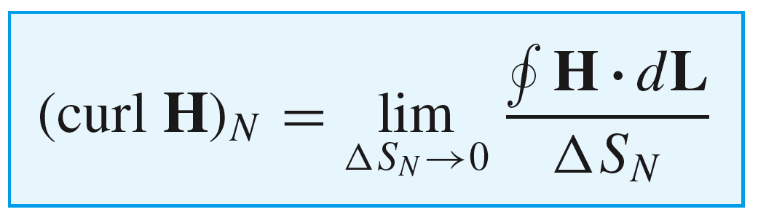 (curl H)_N = lim_{ΔS_N→0} ∮ H · dL / ΔS_N